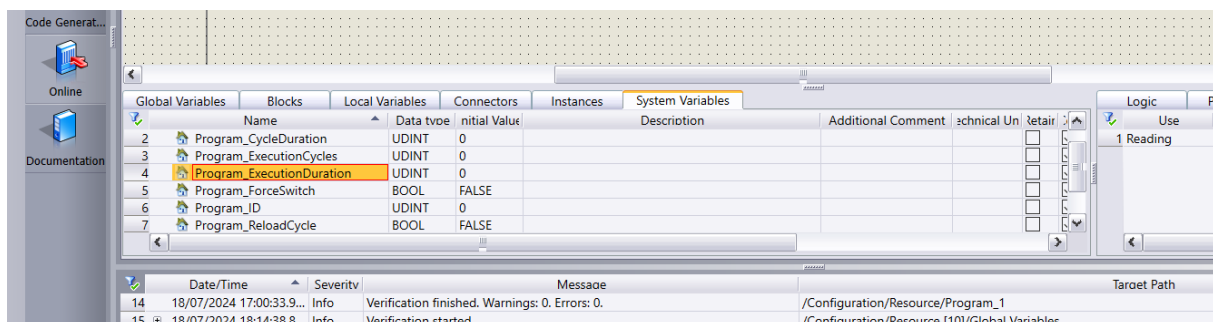 Code Generat...
Online
Documentation
Global Variables Blocks Local Variables Connectors Instances System Variables
Name Data type nitial Value Description Additional Comment echnical Un Retair
2 Program_CycleDuration UDINT 0
3 Program_ExecutionCycles UDINT 0
4 Program_ExecutionDuration UDINT 0
5 Program_ForceSwitch BOOL FALSE
6 Program_ID UDINT 0
7 Program_ReloadCycle BOOL FALSE
Logic P
Use
1 Reading
Date/Time Severity Message Target Path
14 18/07/2024 17:00:33.9... Info Verification finished. Warnings: 0. Errors: 0. /Configuration/Resource/Program_1
15 18/07/2024 18:14:38.8 Info Verification started /Configuration/Resource [10]/Global Variables